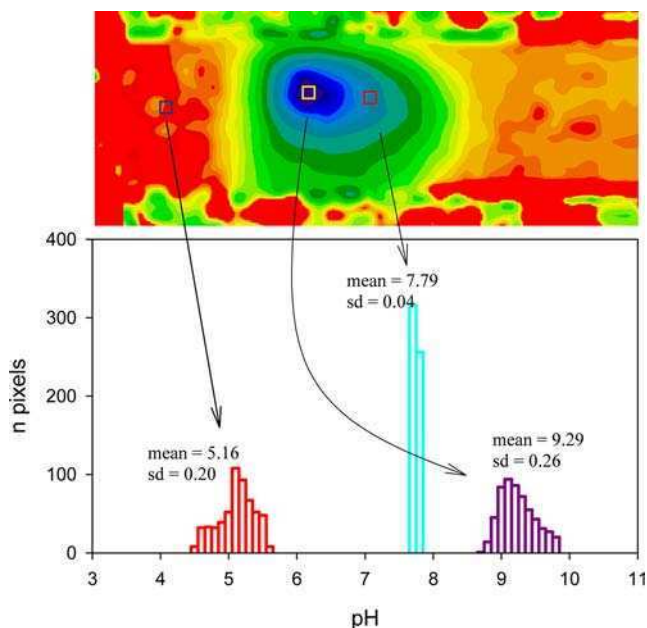 400
300
200
100
0
n pixels
mean = 7.79
sd = 0.04
mean = 5.16
sd = 0.20
mean = 9.29
sd = 0.26
3 4 5 6 7 8 9 10 11
pH